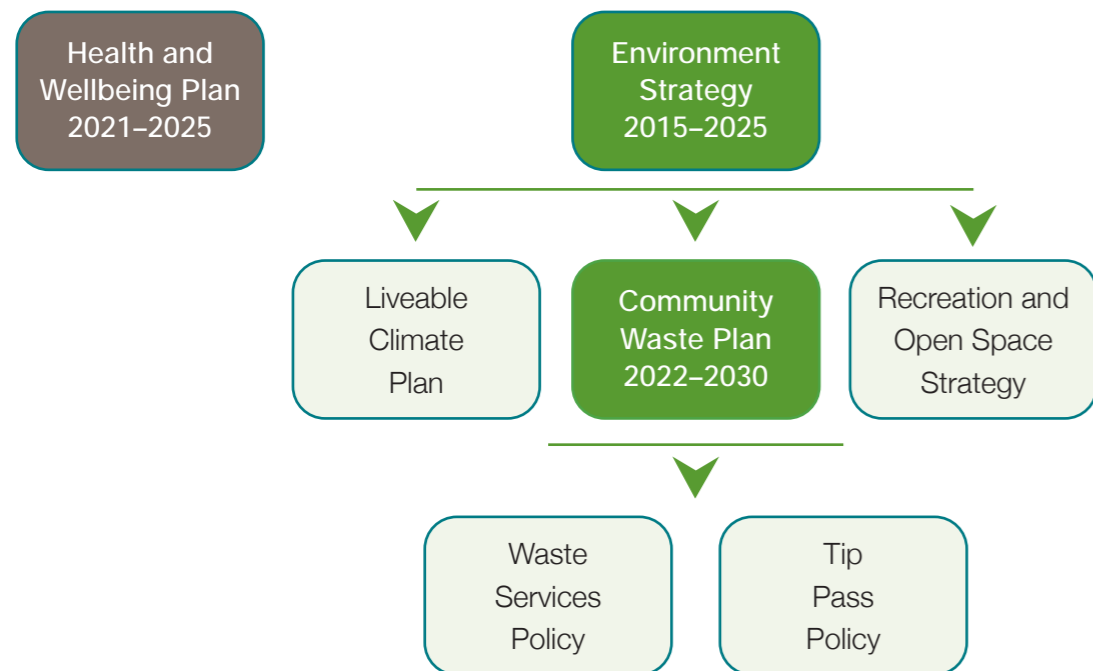 Health and
Wellbeing Plan
2021–2025
Environment
Strategy
2015–2025
Liveable
Climate
Plan
Community
Waste Plan
2022–2030
Recreation and
Open Space
Strategy
Waste
Services
Policy
Tip
Pass
Policy